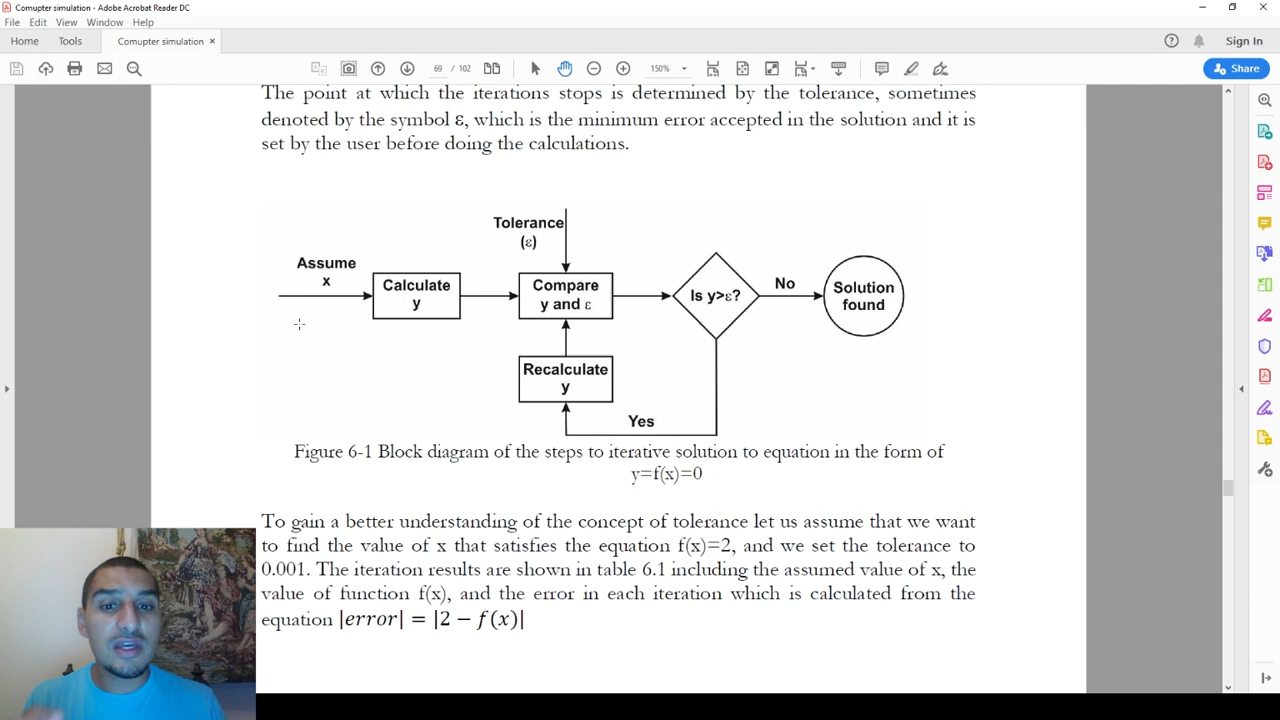 Comupter simulation - Adobe Acrobat Reader DC
File Edit View Window Help
Home Tools Comupter simulation × Sign In
69 / 102 150% Share
The point at which the iterations stops is determined by the tolerance, sometimes
denoted by the symbol ε, which is the minimum error accepted in the solution and it is
set by the user before doing the calculations.
Tolerance
(ε)
Assume
x
Calculate
y
Compare
y and ε
Is y>ε?
No
Solution
found
Recalculate
y
Yes
Figure 6-1 Block diagram of the steps to iterative solution to equation in the form of
y=f(x)=0
To gain a better understanding of the concept of tolerance let us assume that we want
to find the value of x that satisfies the equation f(x)=2, and we set the tolerance to
0.001. The iteration results are shown in table 6.1 including the assumed value of x, the
value of function f(x), and the error in each iteration which is calculated from the
equation |error| = |2 − f(x)|